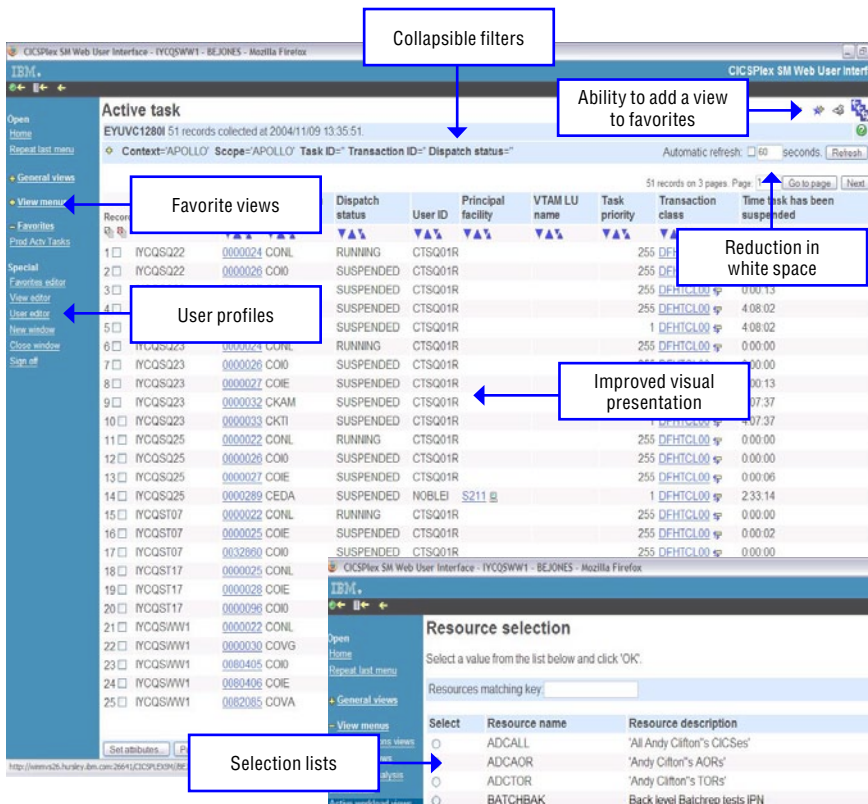 Collapsible filters
CICSPlex SM Web User Interface - IYCQSWW1 - BEJONES - Mozilla Firefox
IBM.
CICSPlex SM Web User Interf
Ability to add a view
to favorites
Open
Home
Repeat last menu
+ General views
+ View menus
- Favorites
Prod Actv Tasks
Special
Favorites editor
View editor
User editor
New window
Close window
Sign off
Active task
EYUVC1280I 51 records collected at 2004/11/09 13:35:51.
Context='APOLLO' Scope='APOLLO' Task ID='' Transaction ID='' Dispatch status=''
Automatic refresh: 60 seconds. Refresh
51 records on 3 pages. Page: 1 Go to page Next
Favorite views
User profiles
Reduction in
white space
Improved visual
presentation
Recor
Dispatch status
User ID
Principal facility
VTAM LU name
Task priority
Transaction class
Time task has been suspended
1 IYCQSQ22 0000024 CONL RUNNING CTSQ01R 255
2 IYCQSQ22 0000026 COI0 SUSPENDED CTSQ01R 255
3 SUSPENDED CTSQ01R 255 DFHTCL00 0:00:13
4 SUSPENDED CTSQ01R 255 DFHTCL00 4:08:02
5 SUSPENDED CTSQ01R 1 DFHTCL00 4:08:02
6 IYCQSQ23 0000024 CONL RUNNING CTSQ01R 255 DFHTCL00 0:00:00
7 IYCQSQ23 0000026 COI0 SUSPENDED CTSQ01R
8 IYCQSQ23 0000027 COIE SUSPENDED CTSQ01R
9 IYCQSQ23 0000032 CKAM SUSPENDED CTSQ01R
10 IYCQSQ23 0000033 CKTI SUSPENDED CTSQ01R 1 DFHTCL00 4:07:37
11 IYCQSQ25 0000022 CONL RUNNING CTSQ01R 255 DFHTCL00 0:00:00
12 IYCQSQ25 0000026 COI0 SUSPENDED CTSQ01R 255 DFHTCL00 0:00:00
13 IYCQSQ25 0000027 COIE SUSPENDED CTSQ01R 255 DFHTCL00 0:00:06
14 IYCQSQ25 0000289 CEDA SUSPENDED NOBLEI S211 1 DFHTCL00 2:33:14
15 IYCQST07 0000022 CONL RUNNING CTSQ01R 255 DFHTCL00 0:00:00
16 IYCQST07 0000025 COIE SUSPENDED CTSQ01R 255 DFHTCL00 0:00:02
17 IYCQST07 0032860 COI0 SUSPENDED CTSQ01R 255 DFHTCL00 0:00:00
18 IYCQST17 0000025 CONL
19 IYCQST17 0000028 COIE
20 IYCQST17 0000096 COI0
21 IYCQSWW1 0000022 CONL
22 IYCQSWW1 0000030 COVG
23 IYCQSWW1 0080405 COI0
24 IYCQSWW1 0080406 COIE
25 IYCQSWW1 0082085 COVA
Set attributes...
CICSPlex SM Web User Interface - IYCQSWW1 - BEJONES - Mozilla Firefox
IBM.
Open
Home
Repeat last menu
+ General views
- View menus
Resource selection
Select a value from the list below and click 'OK'.
Resources matching key:
Select Resource name Resource description
ADCALL 'All Andy Clifton''s CICSes'
ADCAOR 'Andy Clifton''s AORs'
ADCTOR 'Andy Clifton''s TORs'
BATCHBAK Back level Batchrep tests IPN
Selection lists